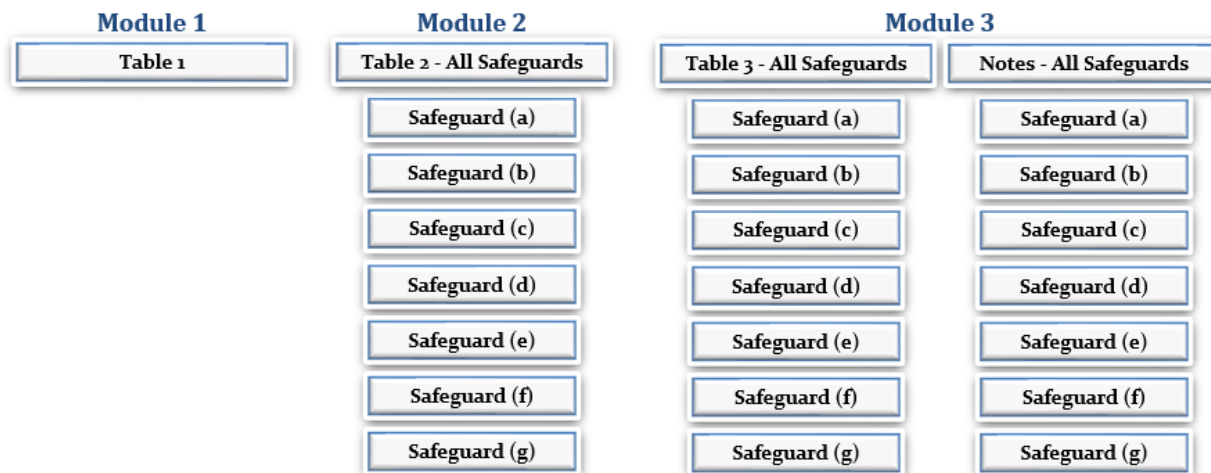 Module 1
Module 2
Module 3
Table 1
Table 2 - All Safeguards
Table 3 - All Safeguards
Notes - All Safeguards
Safeguard (a)
Safeguard (a)
Safeguard (a)
Safeguard (b)
Safeguard (b)
Safeguard (b)
Safeguard (c)
Safeguard (c)
Safeguard (c)
Safeguard (d)
Safeguard (d)
Safeguard (d)
Safeguard (e)
Safeguard (e)
Safeguard (e)
Safeguard (f)
Safeguard (f)
Safeguard (f)
Safeguard (g)
Safeguard (g)
Safeguard (g)